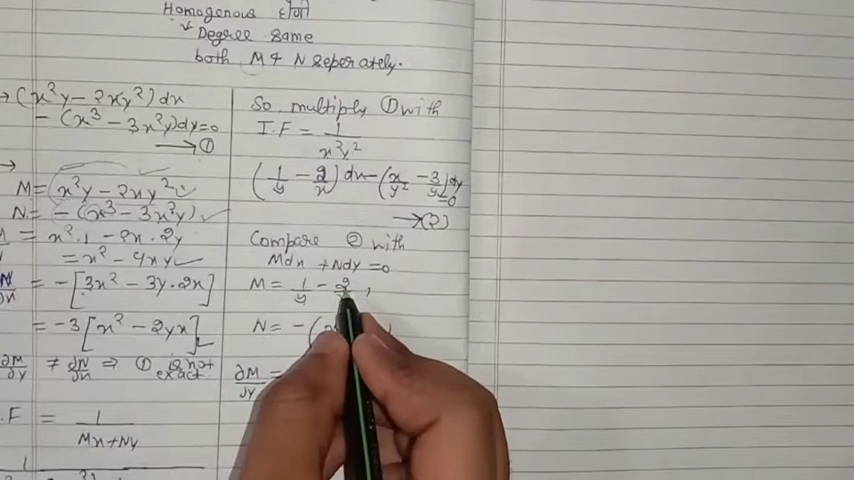 Homogenous होगी
↳ Degree same
both M & N seperately.
→ (x²y - 2xy²)dx
- (x³ - 3x²y)dy=0
→ ①
→
M= (x²y - 2xy²)
N= -(x³ - 3x²y)
= x².1 - 2x.2y
= x² - 4xy
= -[3x² - 3y.2x]
= -3[x² - 2yx]
∂M/∂y ≠ ∂N/∂x ⇒ ① is not exact
.F = 1/(Mx+Ny)
So multiply ① with
I.F = 1/(x²y²)
(1/y - 2/x) dx - (x/y² - 3/y)dy =0
→(2)
Compare ② with
Mdx + Ndy =0
M= 1/y - 2/x ,
N= -(
∂M/∂y =